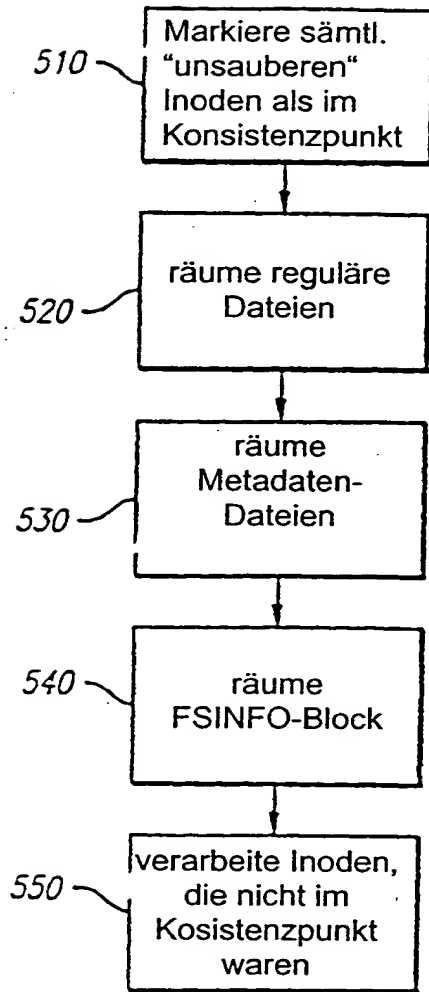 510
Markiere sämtl.
“unsauberen“
Inoden als im
Konsistenzpunkt
520
räume reguläre
Dateien
530
räume
Metadaten-
Dateien
540
räume
FSINFO-Block
550
verarbeite Inoden,
die nicht im
Kosistenzpunkt
waren